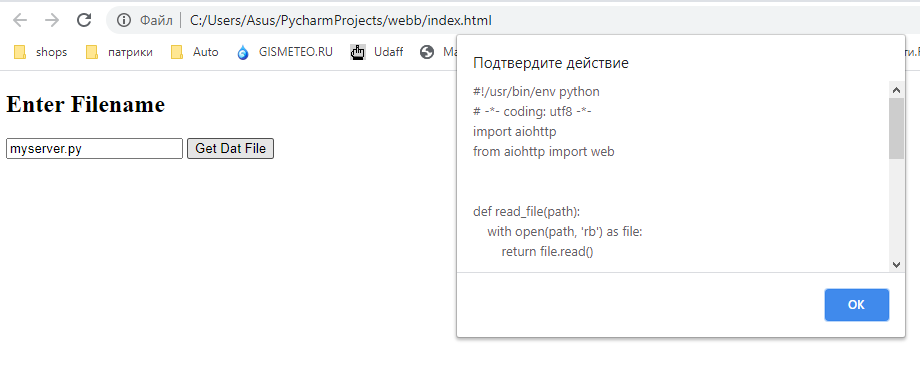 Файл C:/Users/Asus/PycharmProjects/webb/index.html
shops патрики Auto GISMETEO.RU Udaff
Enter Filename
myserver.py Get Dat File
Подтвердите действие
#!/usr/bin/env python
# -*- coding: utf8 -*-
import aiohttp
from aiohttp import web
def read_file(path):
with open(path, 'rb') as file:
return file.read()
OK